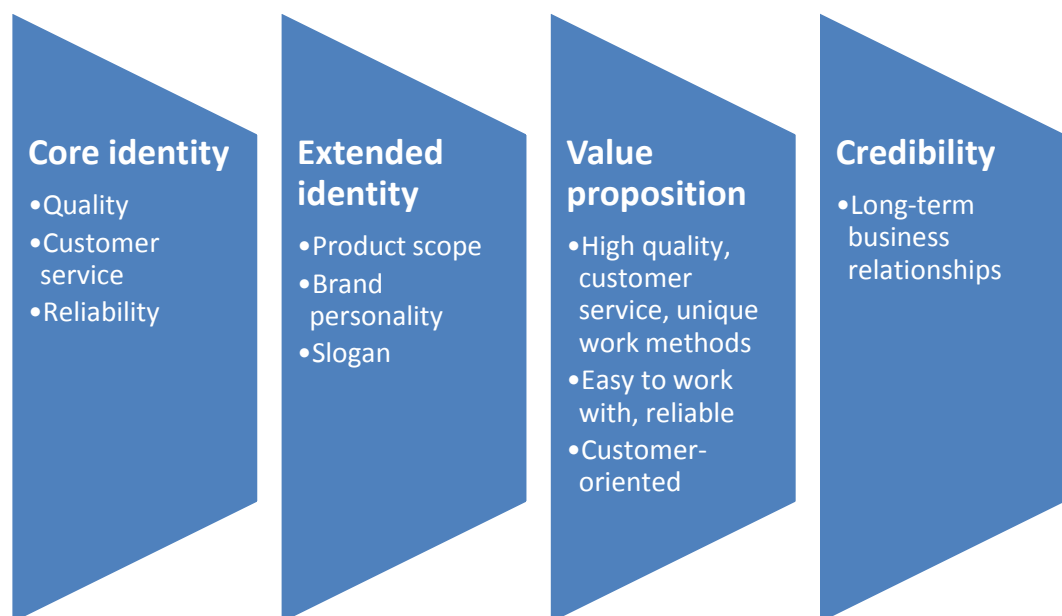 Core identity
•Quality
•Customer
service
•Reliability
Extended
identity
•Product scope
•Brand
personality
•Slogan
Value
proposition
•High quality,
customer
service, unique
work methods
•Easy to work
with, reliable
•Customer-
oriented
Credibility
•Long-term
business
relationships